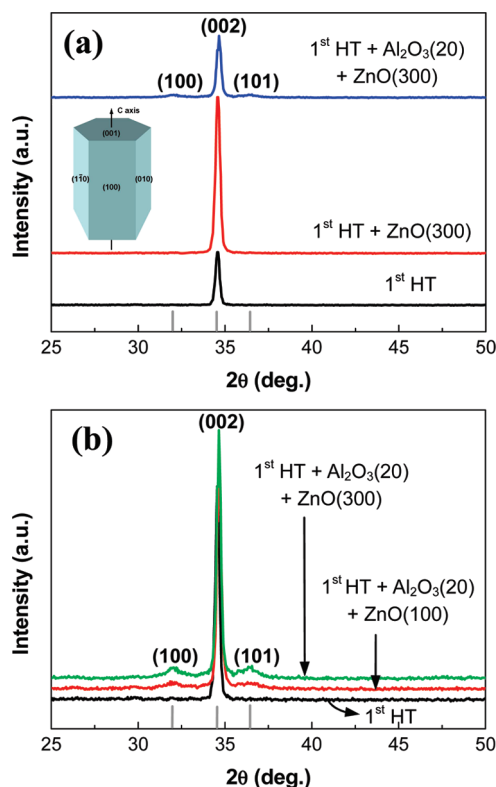 (a)
(002)
1st HT + Al2O3(20)
+ ZnO(300)
(100)
(101)
C axis
(001)
(11̄0)
(100)
(010)
1st HT + ZnO(300)
1st HT
Intensity (a.u.)
25 30 35 40 45 50
2θ (deg.)
(b)
(002)
1st HT + Al2O3(20)
+ ZnO(300)
1st HT + Al2O3(20)
+ ZnO(100)
(100)
(101)
1st HT
Intensity (a.u.)
25 30 35 40 45 50
2θ (deg.)